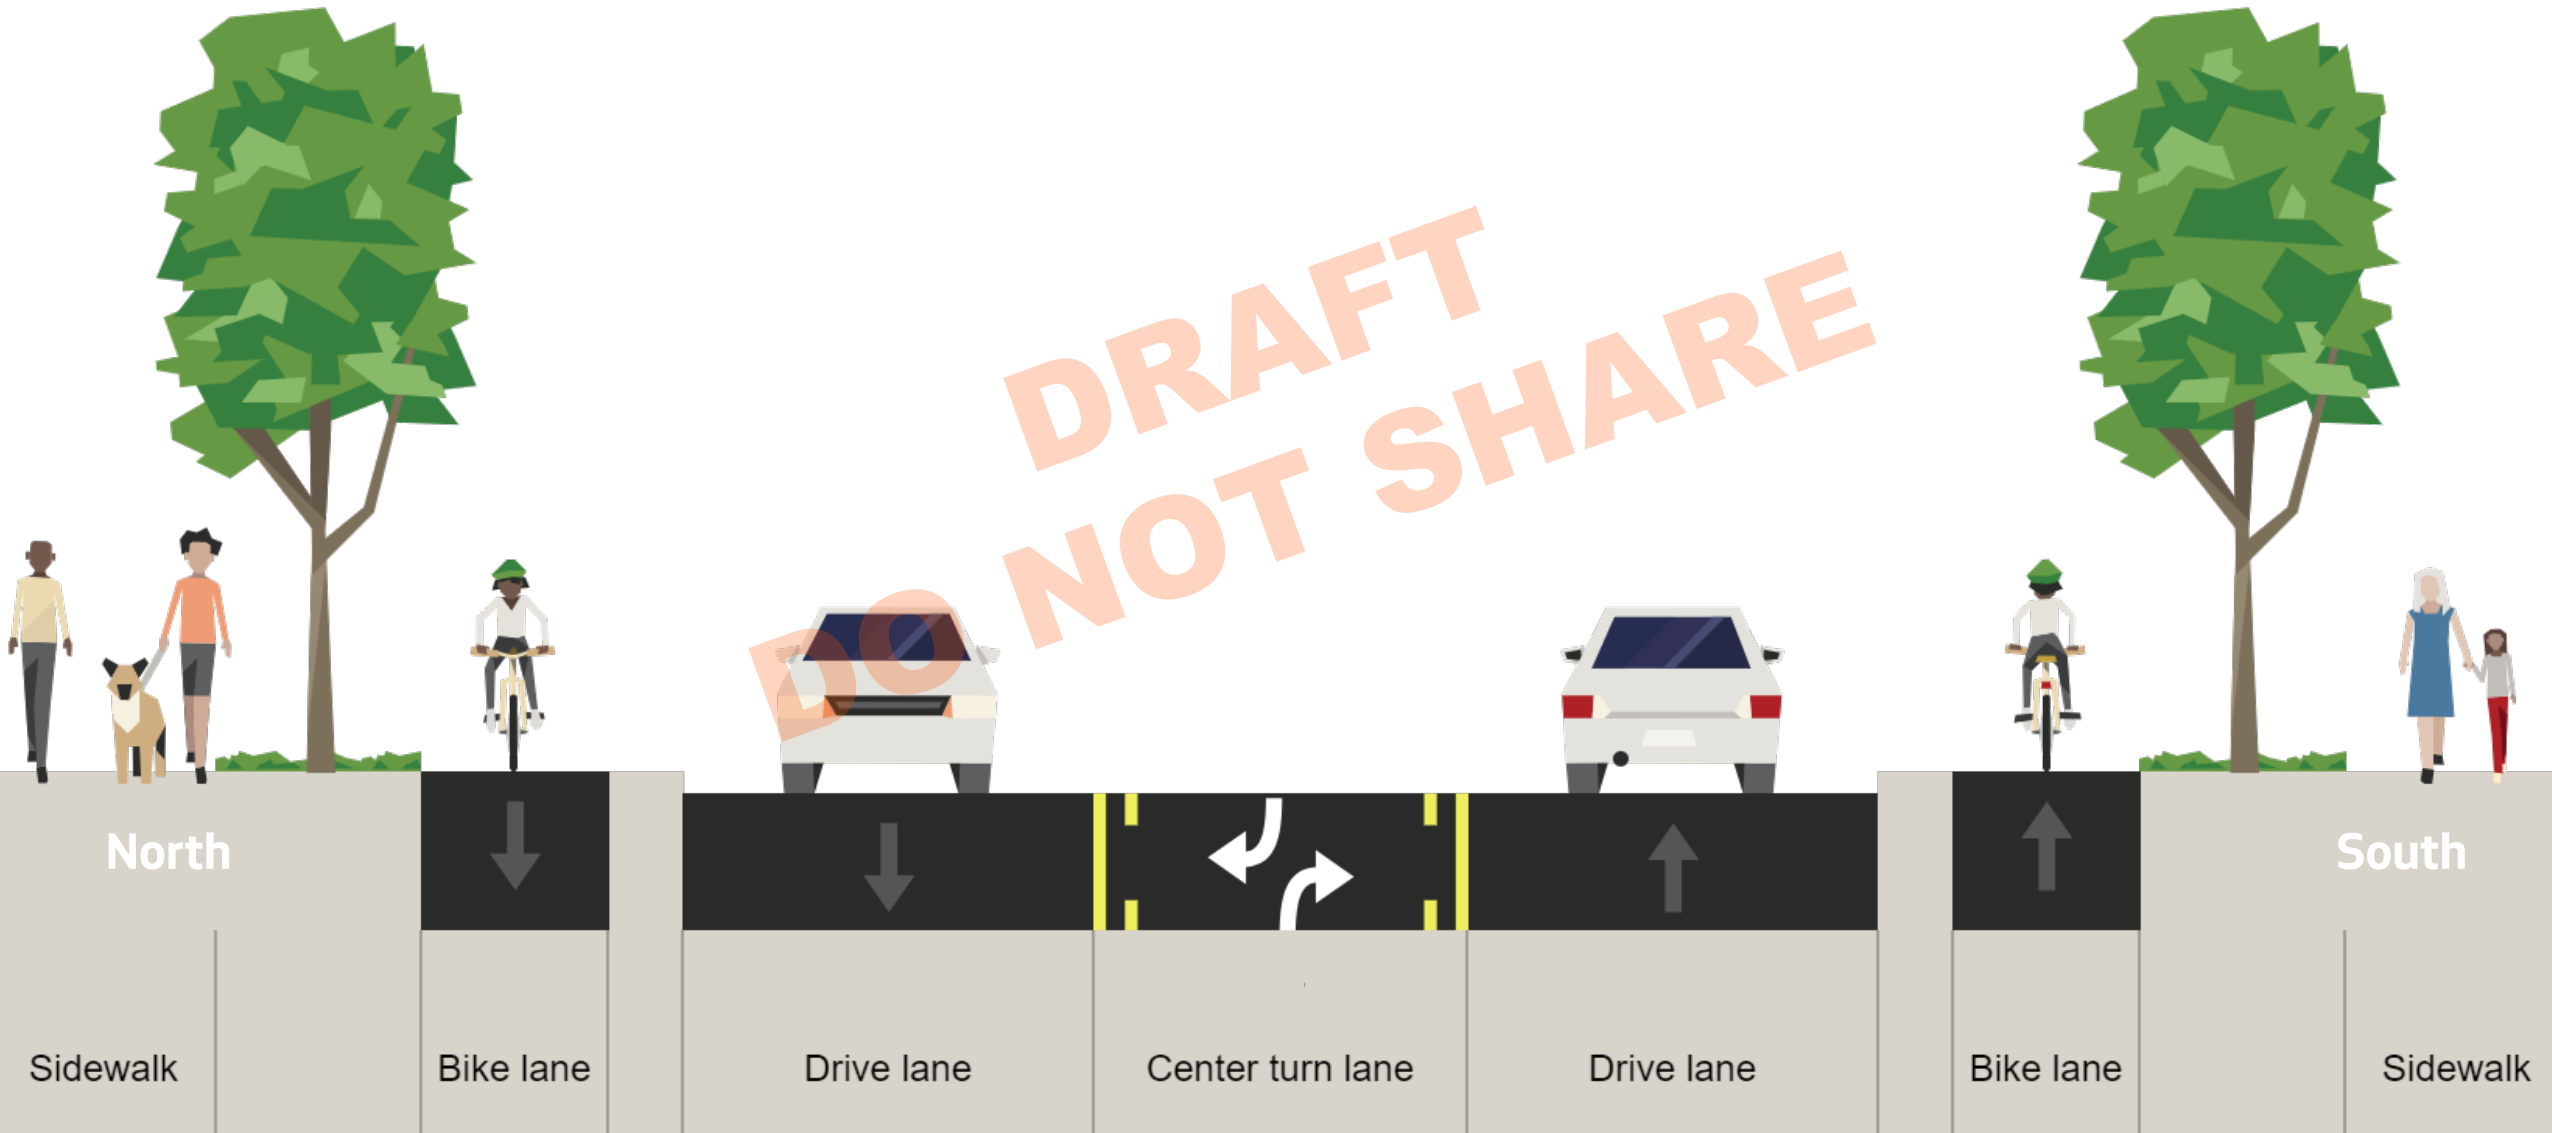 DRAFT
DO NOT SHARE
North
South
Sidewalk
Bike lane
Drive lane
Center turn lane
Drive lane
Bike lane
Sidewalk